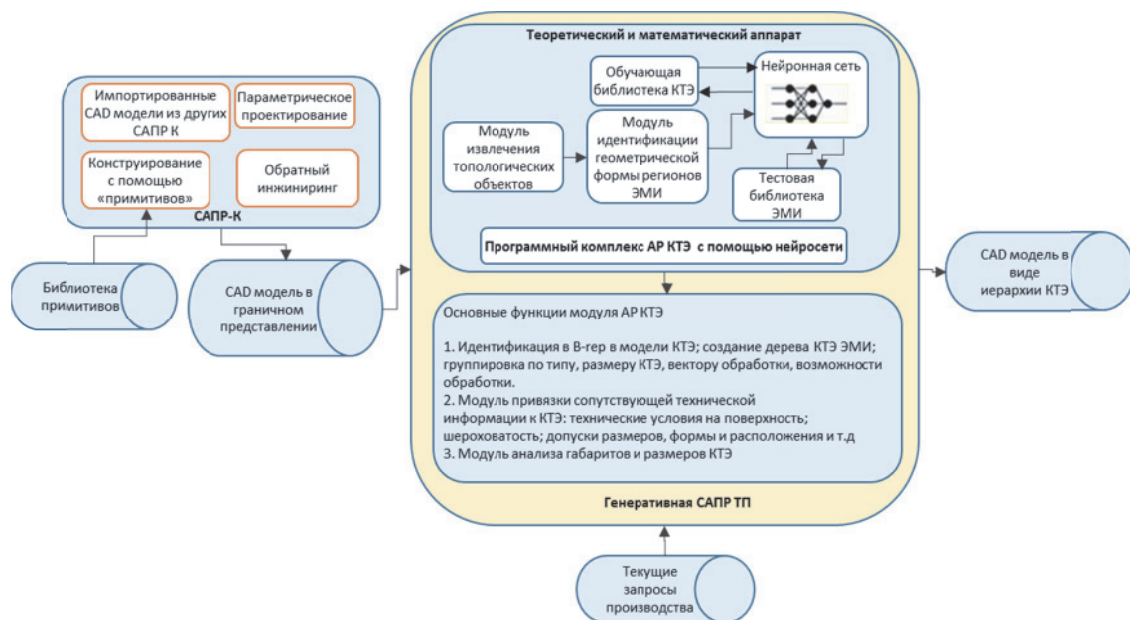 Теоретический и математический аппарат
Импортированные
CAD модели из других
САПР К
Параметрическое
проектирование
Конструирование
с помощью
«примитивов»
Обратный
инжиниринг
САПР-К
Библиотека
примитивов
CAD модель в
граничном
представлении
Обучающая
библиотека КТЭ
Нейронная сеть
Модуль
извлечения
топологических
объектов
Модуль
идентификации
геометрической
формы регионов
ЭМИ
Тестовая
библиотека
ЭМИ
Программный комплекс АР КТЭ с помощью нейросети
Основные функции модуля АР КТЭ
1. Идентификация в B-rep в модели КТЭ; создание дерева КТЭ ЭМИ;
группировка по типу, размеру КТЭ, вектору обработки, возможности
обработки.
2. Модуль привязки сопутствующей технической
информации к КТЭ: технические условия на поверхность;
шероховатость; допуски размеров, формы и расположения и т.д
3. Модуль анализа габаритов и размеров КТЭ
Генеративная САПР ТП
CAD модель в
виде
иерархии КТЭ
Текущие
запросы
производства